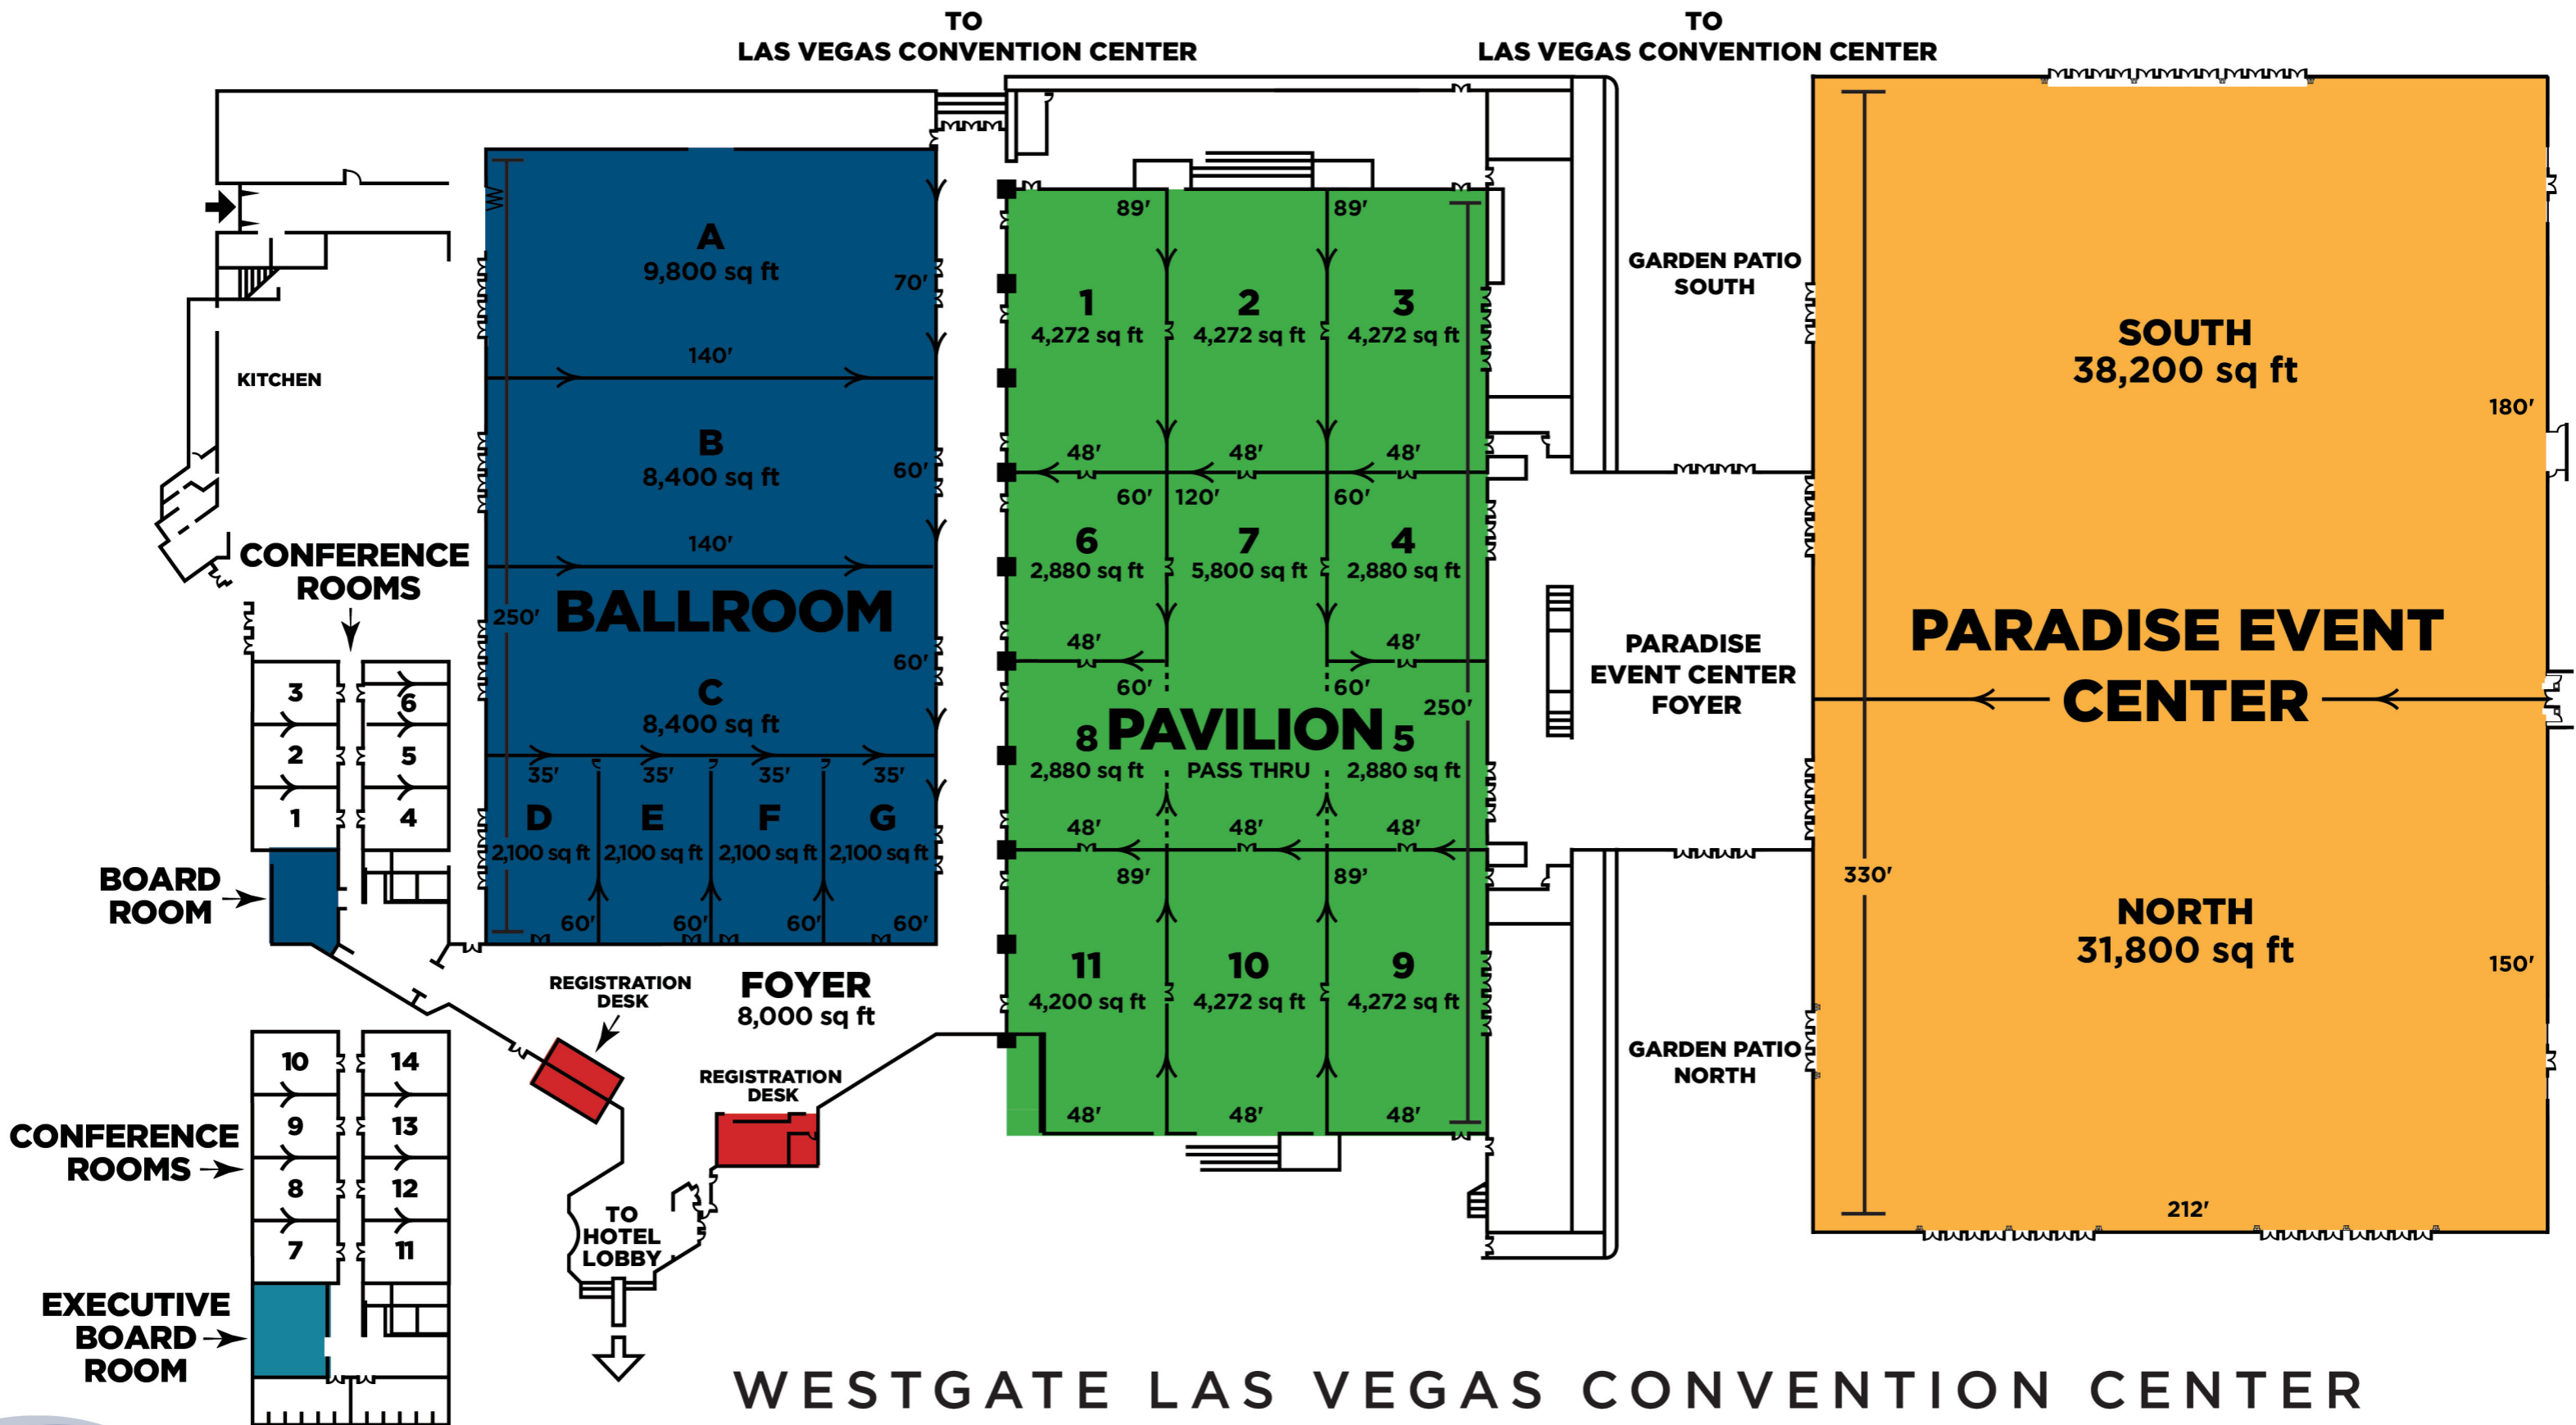 TO
LAS VEGAS CONVENTION CENTER
TO
LAS VEGAS CONVENTION CENTER
KITCHEN
CONFERENCE
ROOMS
3
2
1
6
5
4
BOARD
ROOM
A
9,800 sq ft
70'
140'
B
8,400 sq ft
60'
140'
250'
BALLROOM
60'
C
8,400 sq ft
35'
35'
35'
35'
D
E
F
G
2,100 sq ft
2,100 sq ft
2,100 sq ft
2,100 sq ft
60'
60'
60'
60'
REGISTRATION
DESK
FOYER
8,000 sq ft
REGISTRATION
DESK
TO
HOTEL
LOBBY
10
9
8
7
14
13
12
11
CONFERENCE
ROOMS
EXECUTIVE
BOARD
ROOM
89'
89'
1
4,272 sq ft
2
4,272 sq ft
3
4,272 sq ft
48'
48'
48'
60'
120'
60'
6
2,880 sq ft
7
5,800 sq ft
4
2,880 sq ft
48'
48'
60'
60'
250'
8
PAVILION
5
2,880 sq ft
PASS THRU
2,880 sq ft
48'
48'
48'
89'
89'
11
4,200 sq ft
10
4,272 sq ft
9
4,272 sq ft
48'
48'
48'
GARDEN PATIO
SOUTH
PARADISE
EVENT CENTER
FOYER
GARDEN PATIO
NORTH
SOUTH
38,200 sq ft
180'
PARADISE EVENT
CENTER
330'
NORTH
31,800 sq ft
150'
212'
WESTGATE LAS VEGAS CONVENTION CENTER